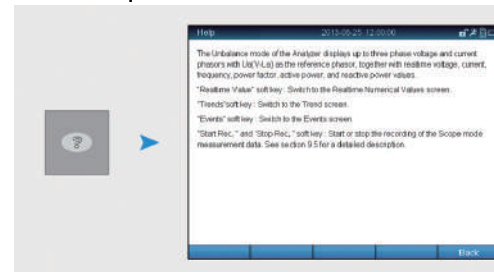 Help 2015-06-25 12:00:00
The Unbalance mode of the Analyzer displays up to three phase voltage and current
phasors with Ua(V-La) as the reference phasor, together with realtime voltage, current,
frequency, power factor, active power, and reactive power values.
"Realtime Value" soft key : Switch to the Realtime Numerical Values screen.
"Trends"soft key : Switch to the Trend screen.
"Events" soft key : Switch to the Events screen.
"Start Rec. " and "Stop Rec. " soft key : Start or stop the recording of the Scope mode
measurement data. See section 9.5 for a detailed description.
?
Back